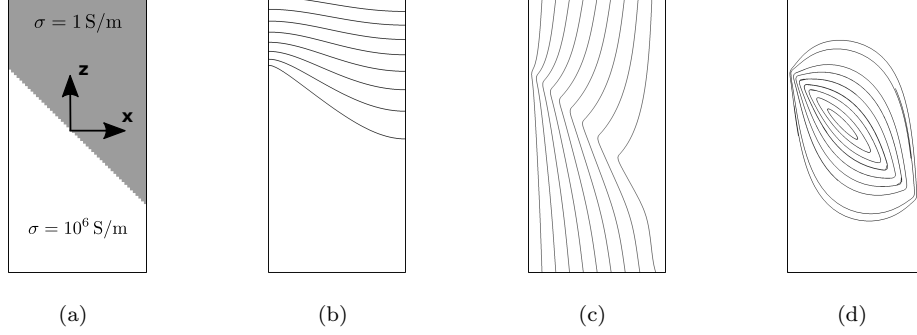 σ = 1 S/m
z
x
σ = 10⁶ S/m
(a) (b) (c) (d)